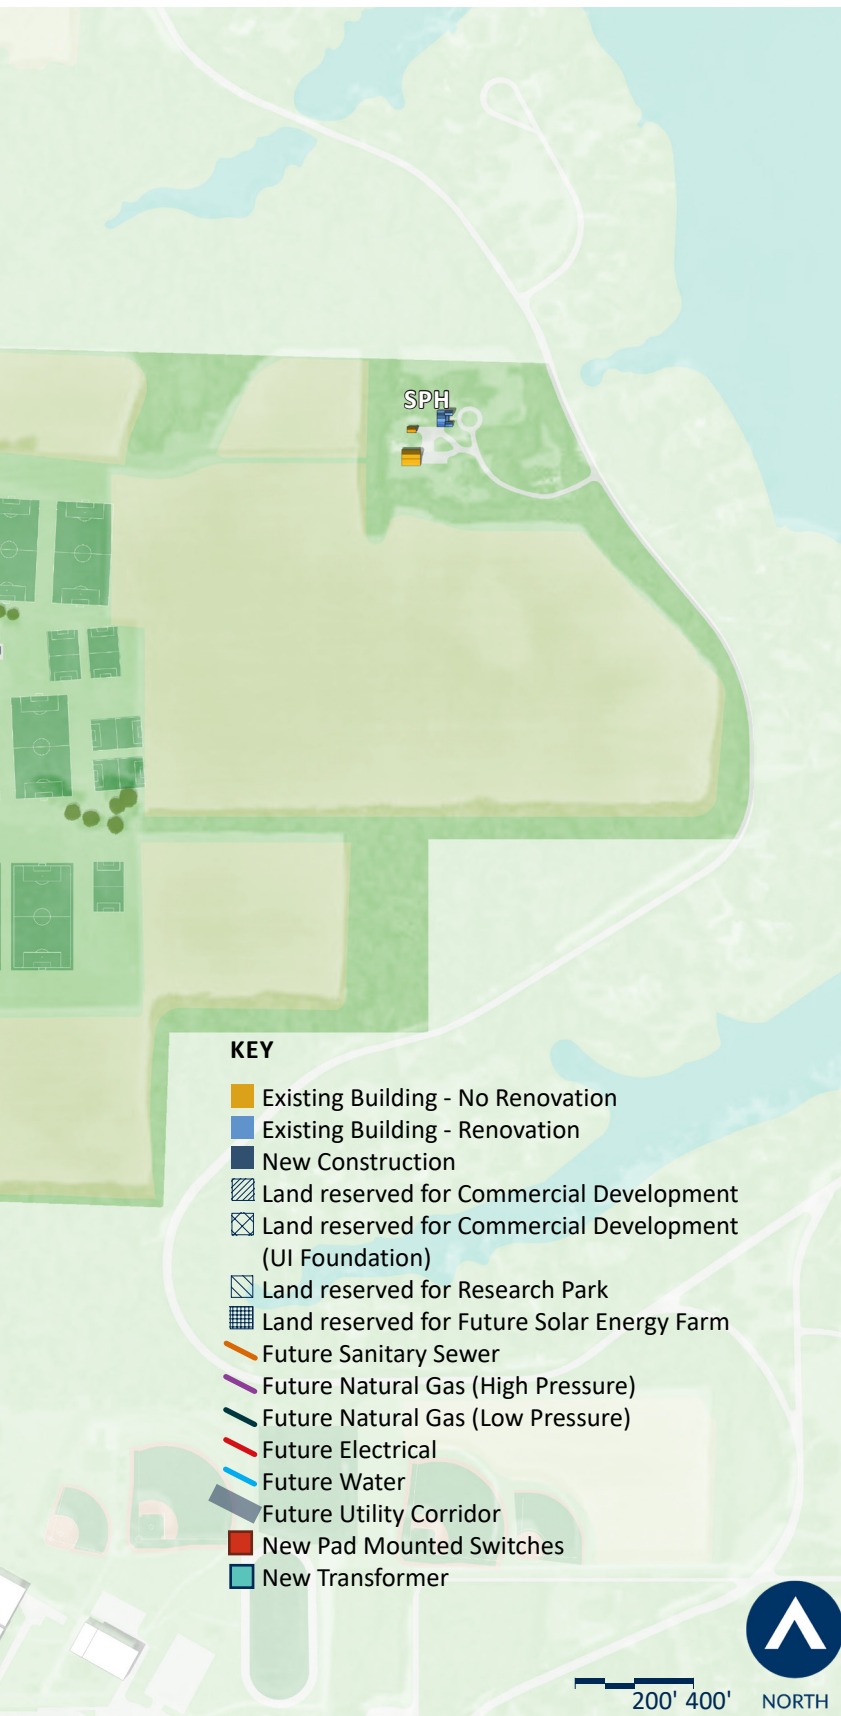 SPH
KEY
Existing Building - No Renovation
Existing Building - Renovation
New Construction
Land reserved for Commercial Development
Land reserved for Commercial Development
(UI Foundation)
Land reserved for Research Park
Land reserved for Future Solar Energy Farm
Future Sanitary Sewer
Future Natural Gas (High Pressure)
Future Natural Gas (Low Pressure)
Future Electrical
Future Water
Future Utility Corridor
New Pad Mounted Switches
New Transformer
200' 400'
NORTH